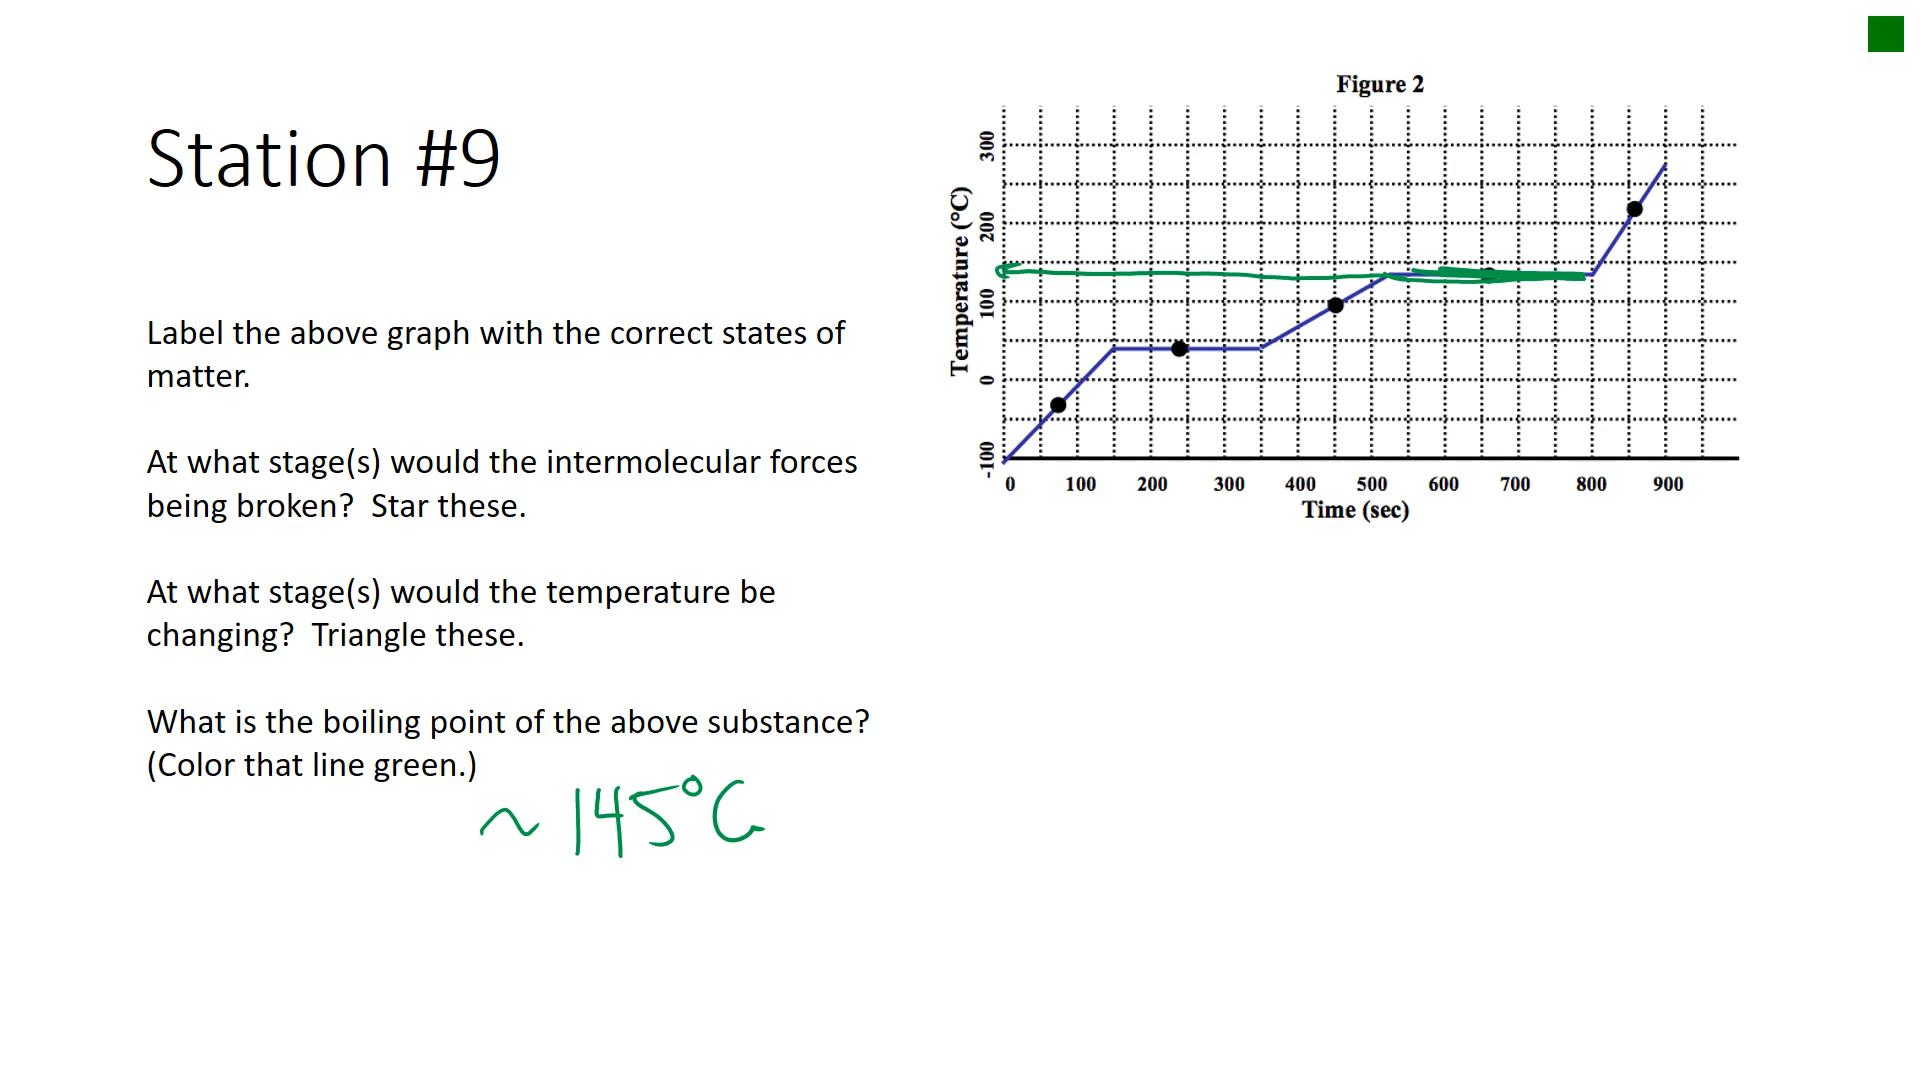 Station #9
Label the above graph with the correct states of
matter.
At what stage(s) would the intermolecular forces
being broken?  Star these.
At what stage(s) would the temperature be
changing?  Triangle these.
What is the boiling point of the above substance?
(Color that line green.)
~ 145°C
Figure 2
Temperature (°C)
300
200
100
0
-100
0 100 200 300 400 500 600 700 800 900
Time (sec)